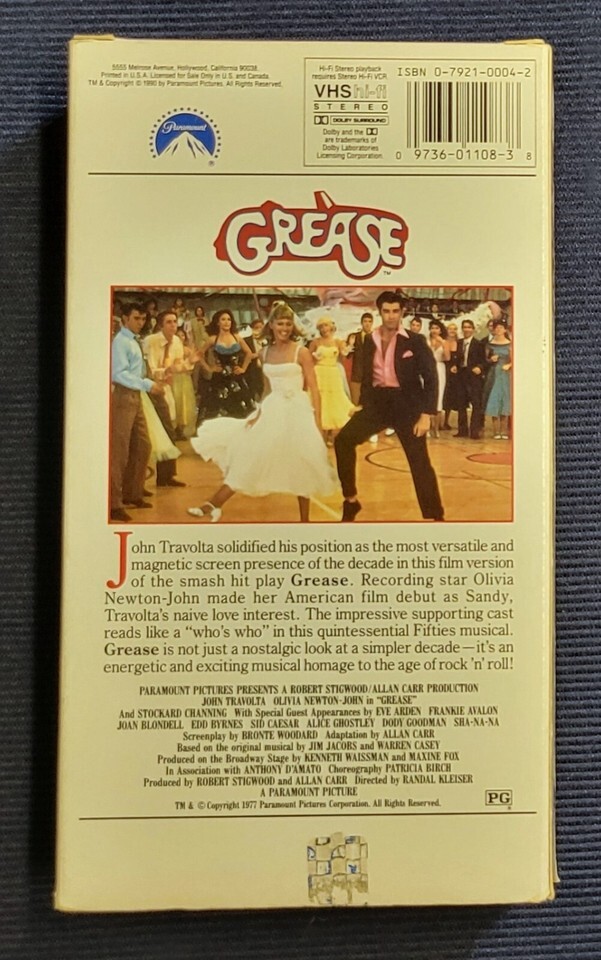 5555 Melrose Avenue, Hollywood, California 90038.
Printed in U.S.A. Licensed for Sale Only in U.S. and Canada.
TM & Copyright © 1990 by Paramount Pictures. All Rights Reserved.
Paramount
®
Hi-Fi Stereo playback
requires Stereo Hi-Fi VCR.
VHS hi-fi
STEREO
DOLBY SURROUND
Dolby and the
are trademarks of
Dolby Laboratories
Licensing Corporation.
ISBN 0-7921-0004-2
0 9736-01108-3 8
GREASE
™
John Travolta solidified his position as the most versatile and
magnetic screen presence of the decade in this film version
of the smash hit play Grease. Recording star Olivia
Newton-John made her American film debut as Sandy,
Travolta's naive love interest. The impressive supporting cast
reads like a "who's who" in this quintessential Fifties musical.
Grease is not just a nostalgic look at a simpler decade—it's an
energetic and exciting musical homage to the age of rock 'n' roll!
PARAMOUNT PICTURES PRESENTS A ROBERT STIGWOOD/ALLAN CARR PRODUCTION
JOHN TRAVOLTA OLIVIA NEWTON-JOHN in "GREASE"
And STOCKARD CHANNING With Special Guest Appearances by EVE ARDEN FRANKIE AVALON
JOAN BLONDELL EDD BYRNES SID CAESAR ALICE GHOSTLEY DODY GOODMAN SHA-NA-NA
Screenplay by BRONTE WOODARD Adaptation by ALLAN CARR
Based on the original musical by JIM JACOBS and WARREN CASEY
Produced on the Broadway Stage by KENNETH WAISSMAN and MAXINE FOX
In Association with ANTHONY D'AMATO Choreography PATRICIA BIRCH
Produced by ROBERT STIGWOOD and ALLAN CARR Directed by RANDAL KLEISER
A PARAMOUNT PICTURE
TM & © Copyright 1977 Paramount Pictures Corporation. All Rights Reserved.
PG
®